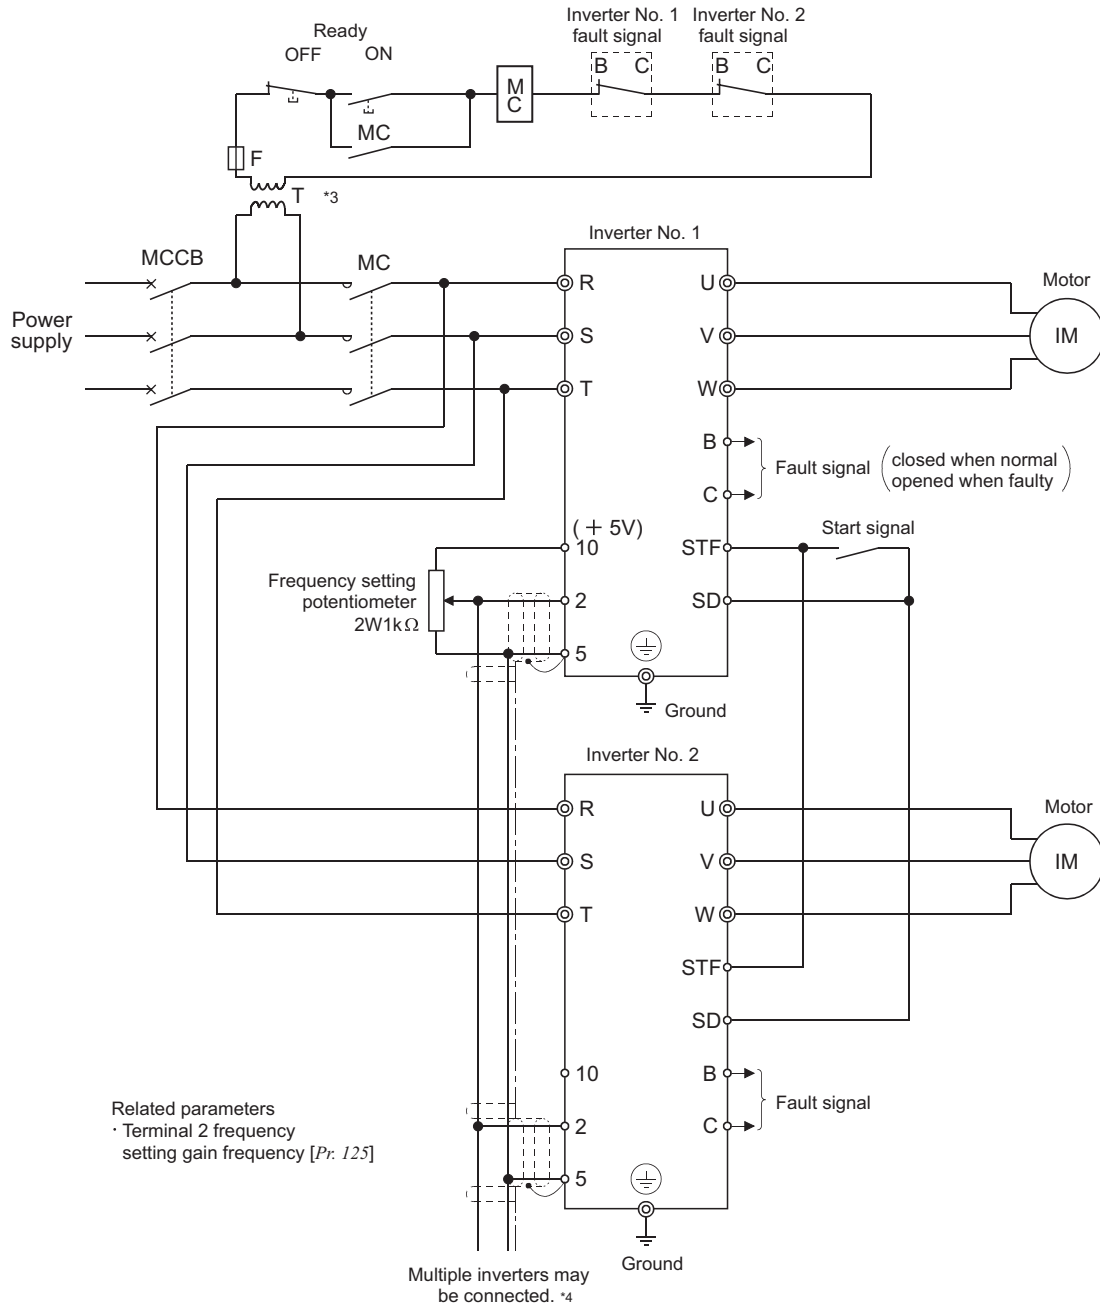 Ready
OFF
ON
Inverter No. 1
fault signal
Inverter No. 2
fault signal
B C
B C
M
C
MC
F
T *3
Inverter No. 1
MCCB
MC
Power
supply
R
S
T
U
V
W
Motor
IM
B
C
Fault signal
closed when normal
opened when faulty
(+ 5V)
10
2
5
Frequency setting
potentiometer
2W1kΩ
STF
SD
Start signal
Ground
Inverter No. 2
R
S
T
U
V
W
Motor
IM
STF
SD
10
2
5
B
C
Fault signal
Related parameters
· Terminal 2 frequency
setting gain frequency [Pr. 125]
Ground
Multiple inverters may
be connected. *4